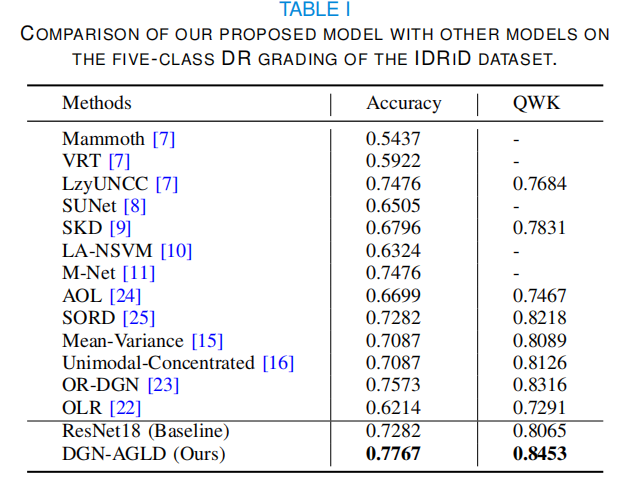 TABLE I
COMPARISON OF OUR PROPOSED MODEL WITH OTHER MODELS ON
THE FIVE-CLASS DR GRADING OF THE IDRID DATASET.
Methods Accuracy QWK
Mammoth [7] 0.5437 -
VRT [7] 0.5922 -
LzyUNCC [7] 0.7476 0.7684
SUNet [8] 0.6505 -
SKD [9] 0.6796 0.7831
LA-NSVM [10] 0.6324 -
M-Net [11] 0.7476 -
AOL [24] 0.6699 0.7467
SORD [25] 0.7282 0.8218
Mean-Variance [15] 0.7087 0.8089
Unimodal-Concentrated [16] 0.7087 0.8126
OR-DGN [23] 0.7573 0.8316
OLR [22] 0.6214 0.7291
ResNet18 (Baseline) 0.7282 0.8065
DGN-AGLD (Ours) 0.7767 0.8453